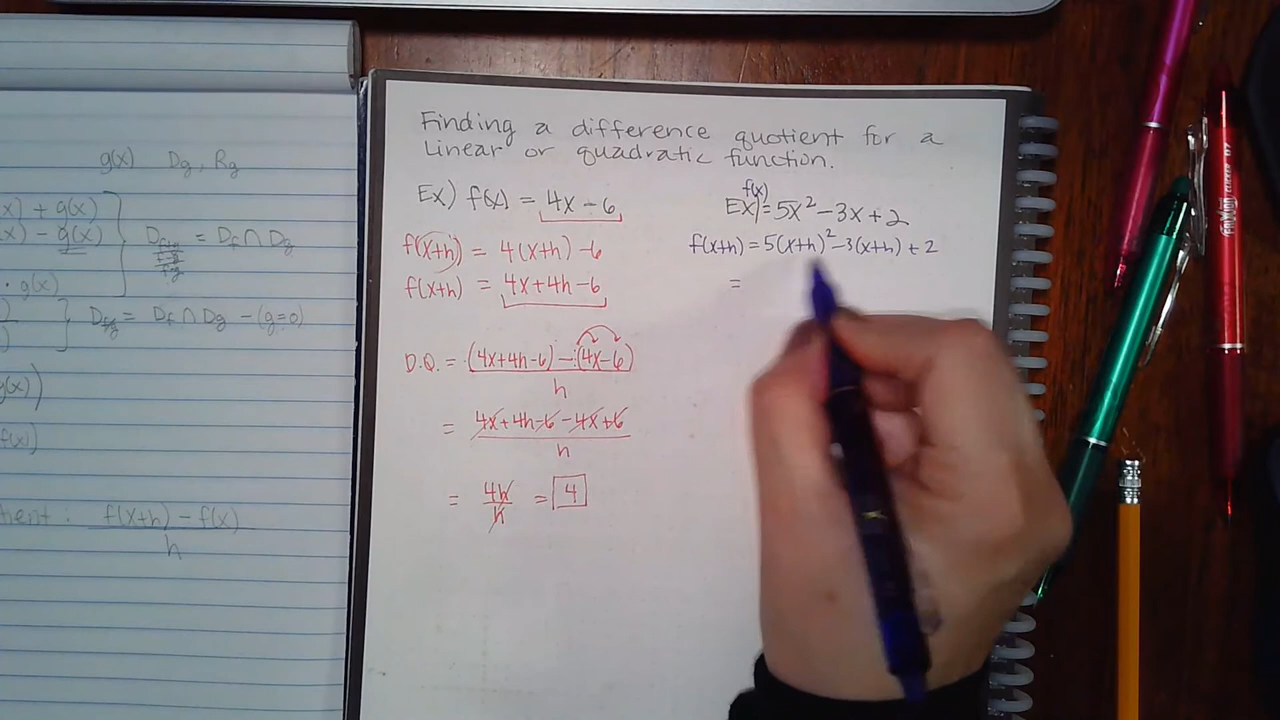 g(x) Dg, Rg
x) + g(x)
x) - g(x)
· g(x)
D = Df ∩ Dg
Df/g = Df ∩ Dg - (g=0)
g(x))
f(x)
ent: f(x+h) - f(x)
h
Finding a difference quotient for a
Linear or quadratic function.
Ex) f(x) = 4x - 6
f(x+h) = 4(x+h) - 6
f(x+h) = 4x+4h-6
D.Q. = (4x+4h-6) - (4x-6)
h
= 4x+4h-6-4x+6
h
= 4h
h
= 4
f(x)
Ex) = 5x² - 3x + 2
f(x+h) = 5(x+h)² - 3(x+h) + 2
=